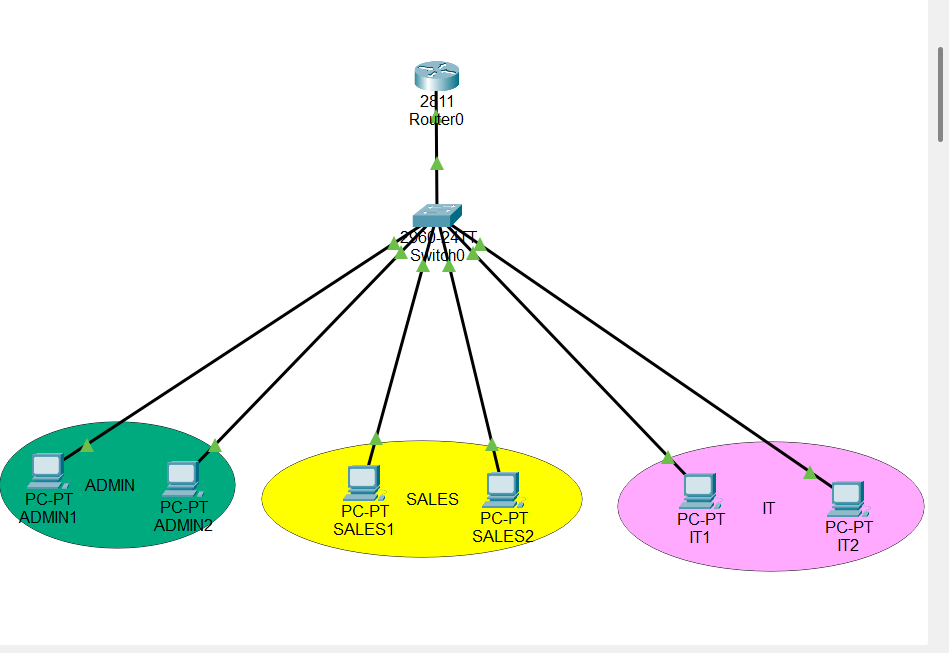 2811
Router0
2960-24TT
Switch0
PC-PT
ADMIN1
ADMIN
PC-PT
ADMIN2
PC-PT
SALES1
SALES
PC-PT
SALES2
PC-PT
IT1
IT
PC-PT
IT2